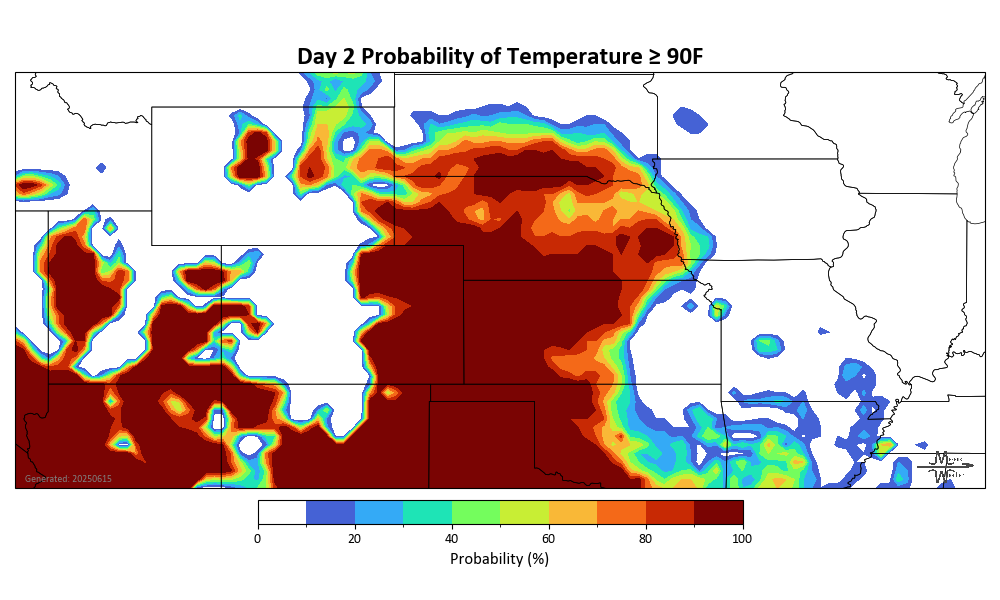 Day 2 Probability of Temperature ≥ 90F
Generated: 20250615
0 20 40 60 80 100
Probability (%)